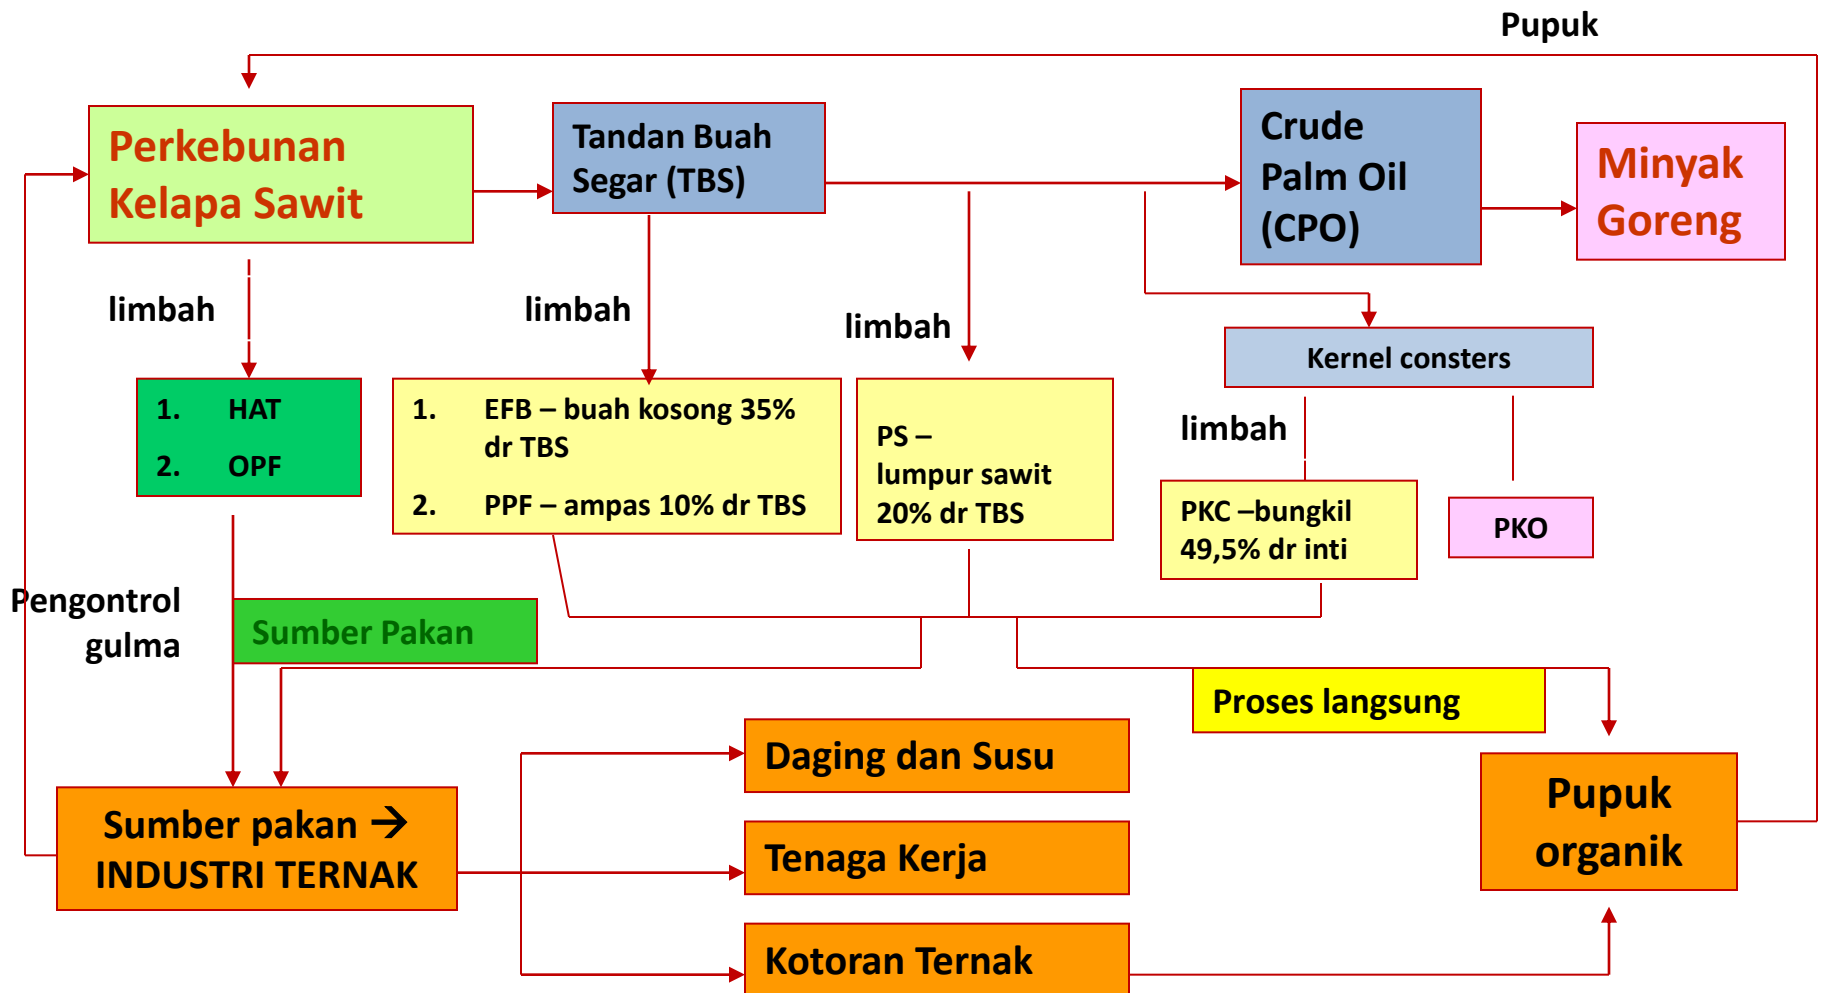 Pupuk
Perkebunan
Kelapa Sawit
Tandan Buah
Segar (TBS)
Crude
Palm Oil
(CPO)
Minyak
Goreng
limbah
limbah
limbah
Kernel consters
1. HAT
2. OPF
1. EFB – buah kosong 35%
dr TBS
2. PPF – ampas 10% dr TBS
PS –
lumpur sawit
20% dr TBS
limbah
PKC –bungkil
49,5% dr inti
PKO
Pengontrol
gulma
Sumber Pakan
Proses langsung
Sumber pakan →
INDUSTRI TERNAK
Daging dan Susu
Tenaga Kerja
Kotoran Ternak
Pupuk
organik